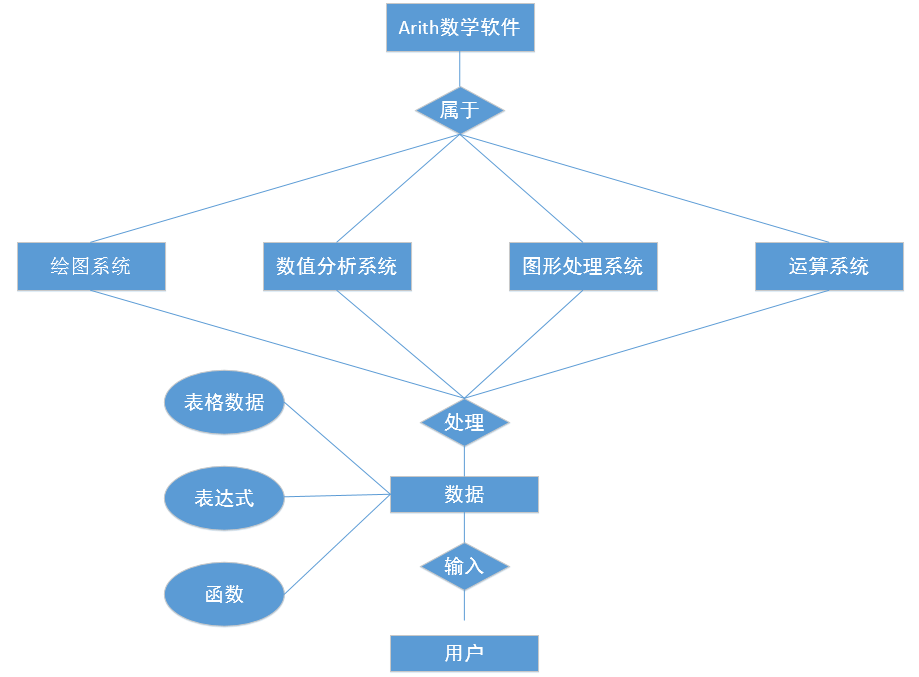 Arith数学软件
属于
绘图系统
数值分析系统
图形处理系统
运算系统
表格数据
处理
表达式
数据
输入
函数
用户